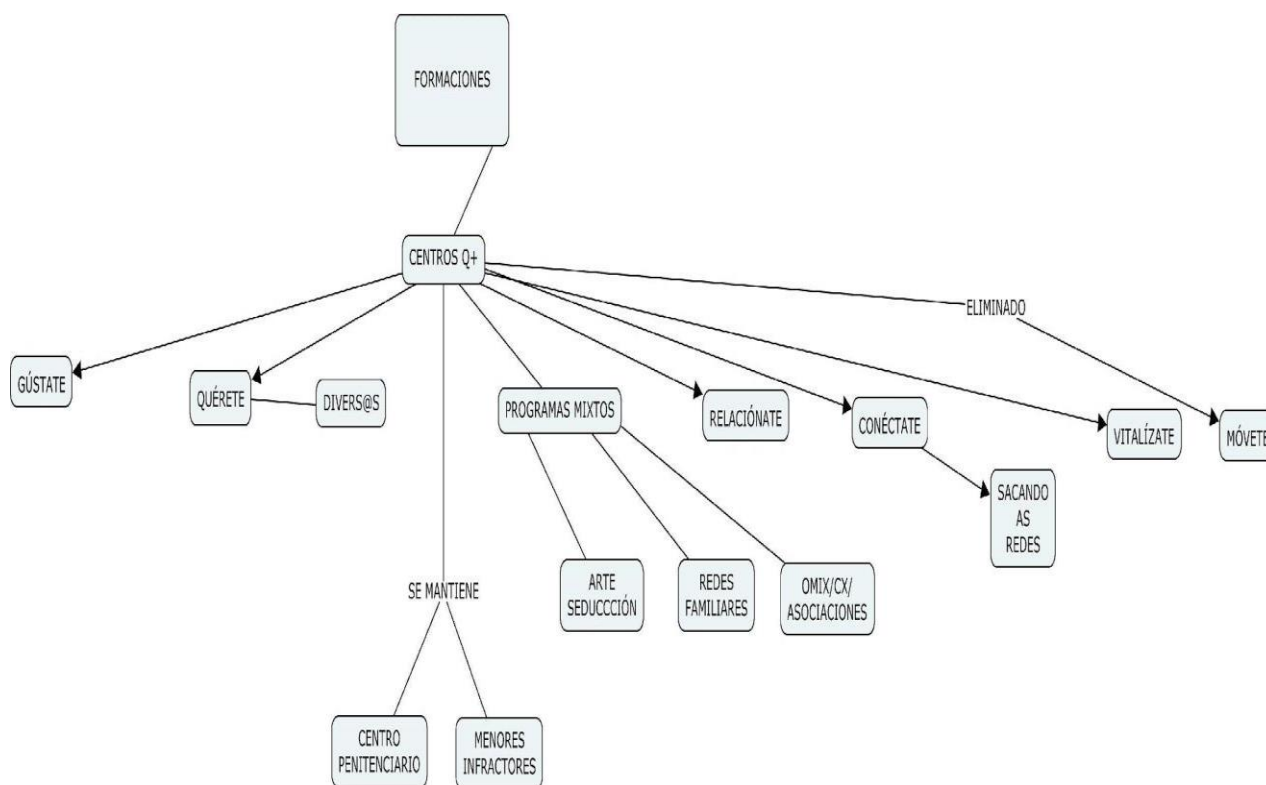 FORMACIONES
CENTROS Q+
ELIMINADO
GÚSTATE
QUÉRETE
DIVERS@S
PROGRAMAS MIXTOS
RELACIÓNATE
CONÉCTATE
VITALÍZATE
MÓVETE
SACANDO
AS
REDES
ARTE
SEDUCCCIÓN
REDES
FAMILIARES
OMIX/CX/
ASOCIACIONES
SE MANTIENE
CENTRO
PENITENCIARIO
MENORES
INFRACTORES